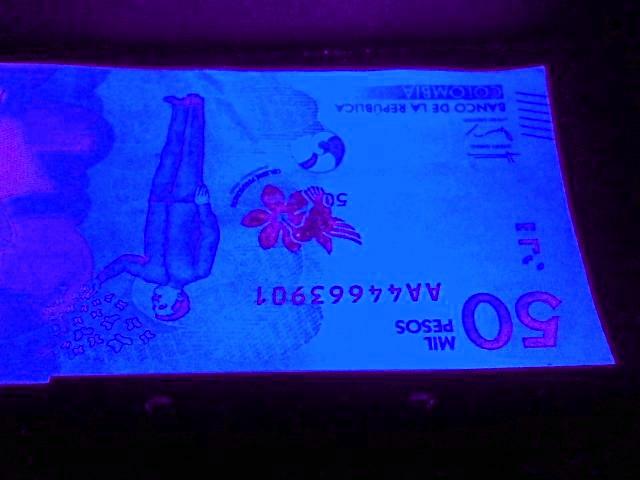 50
MIL
PESOS
AA44663901
50
BANCO DE LA REPÚBLICA
COLOMBIA